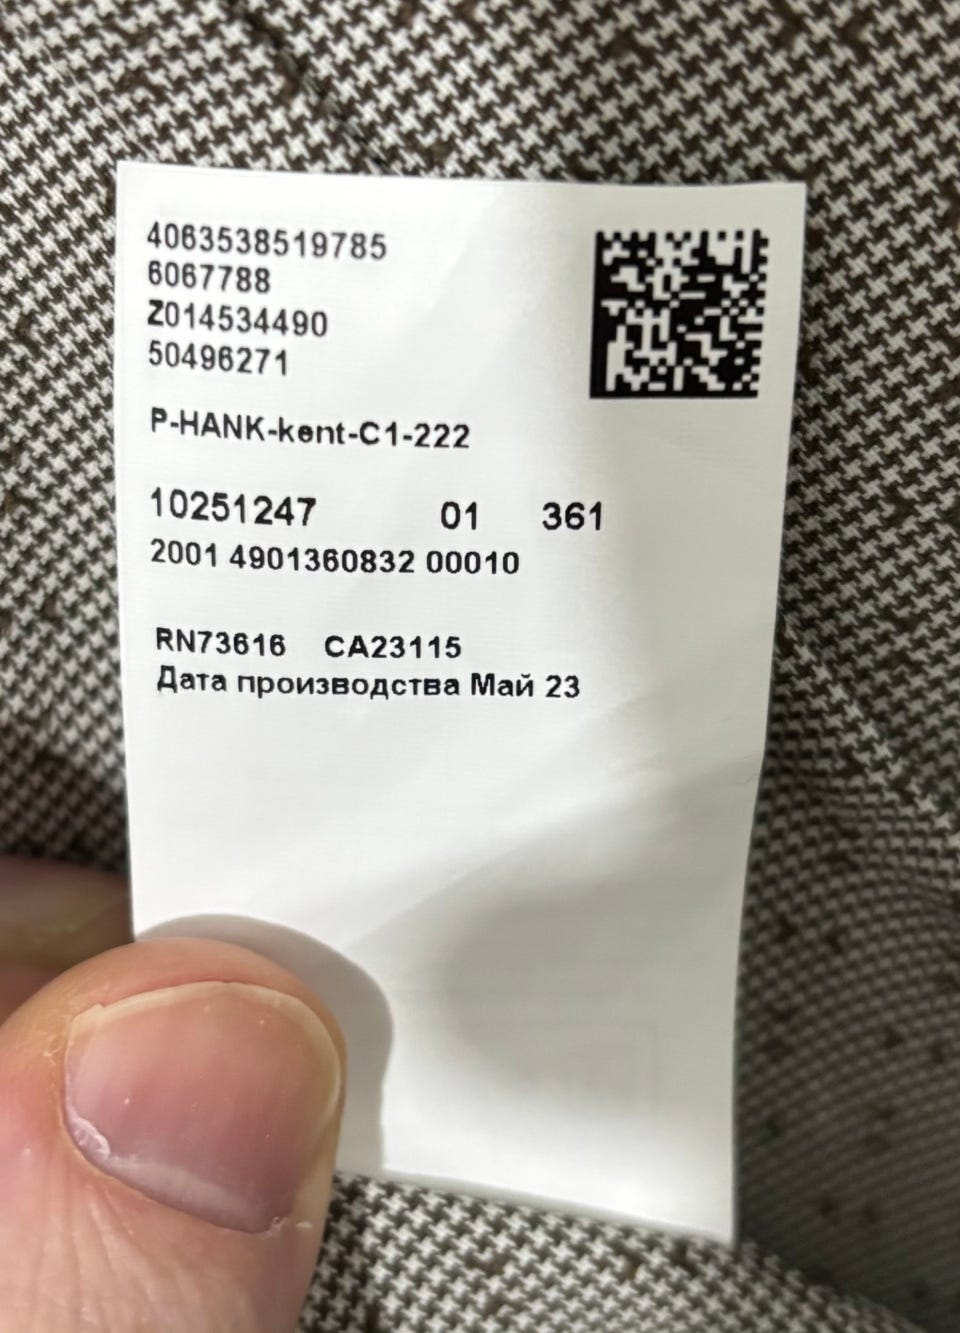 4063538519785
6067788
Z014534490
50496271
P-HANK-kent-C1-222
10251247 01 361
2001 4901360832 00010
RN73616 CA23115
Дата производства Май 23